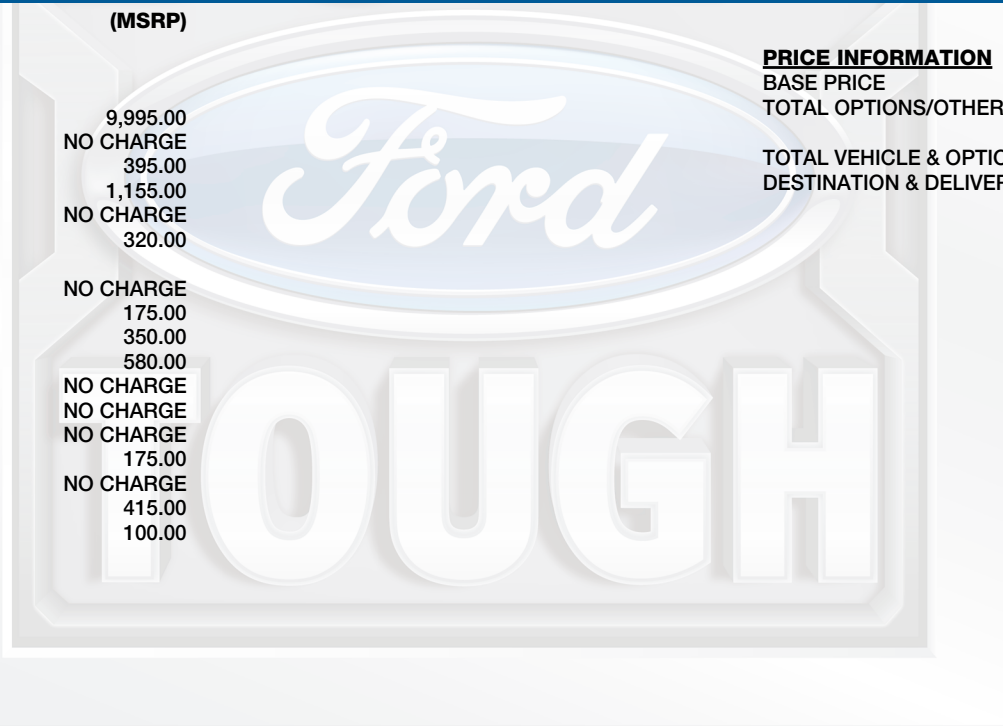 (MSRP)
9,995.00
NO CHARGE
395.00
1,155.00
NO CHARGE
320.00
NO CHARGE
175.00
350.00
580.00
NO CHARGE
NO CHARGE
NO CHARGE
175.00
NO CHARGE
415.00
100.00
PRICE INFORMATION
BASE PRICE
TOTAL OPTIONS/OTHER
TOTAL VEHICLE & OPTIO
DESTINATION & DELIVER
Ford
TOUGH